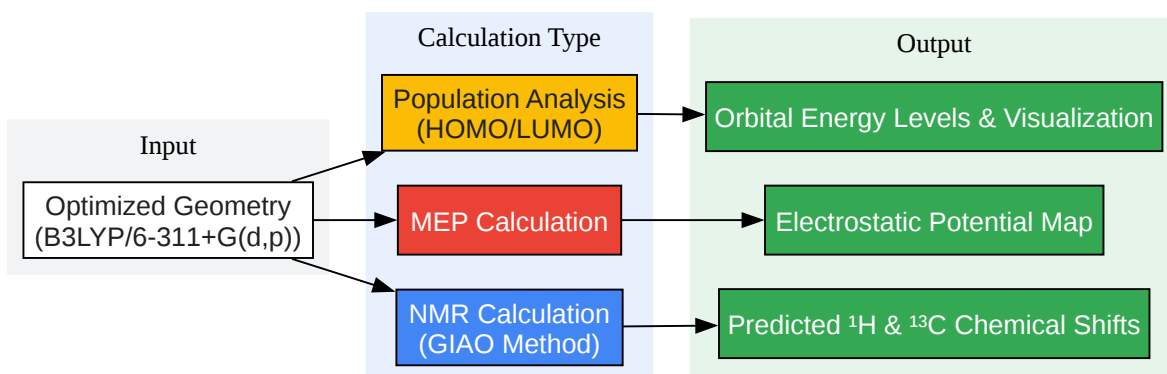 Input
Optimized Geometry
(B3LYP/6-311+G(d,p))
Calculation Type
Population Analysis
(HOMO/LUMO)
MEP Calculation
NMR Calculation
(GIAO Method)
Output
Orbital Energy Levels & Visualization
Electrostatic Potential Map
Predicted ¹H & ¹³C Chemical Shifts